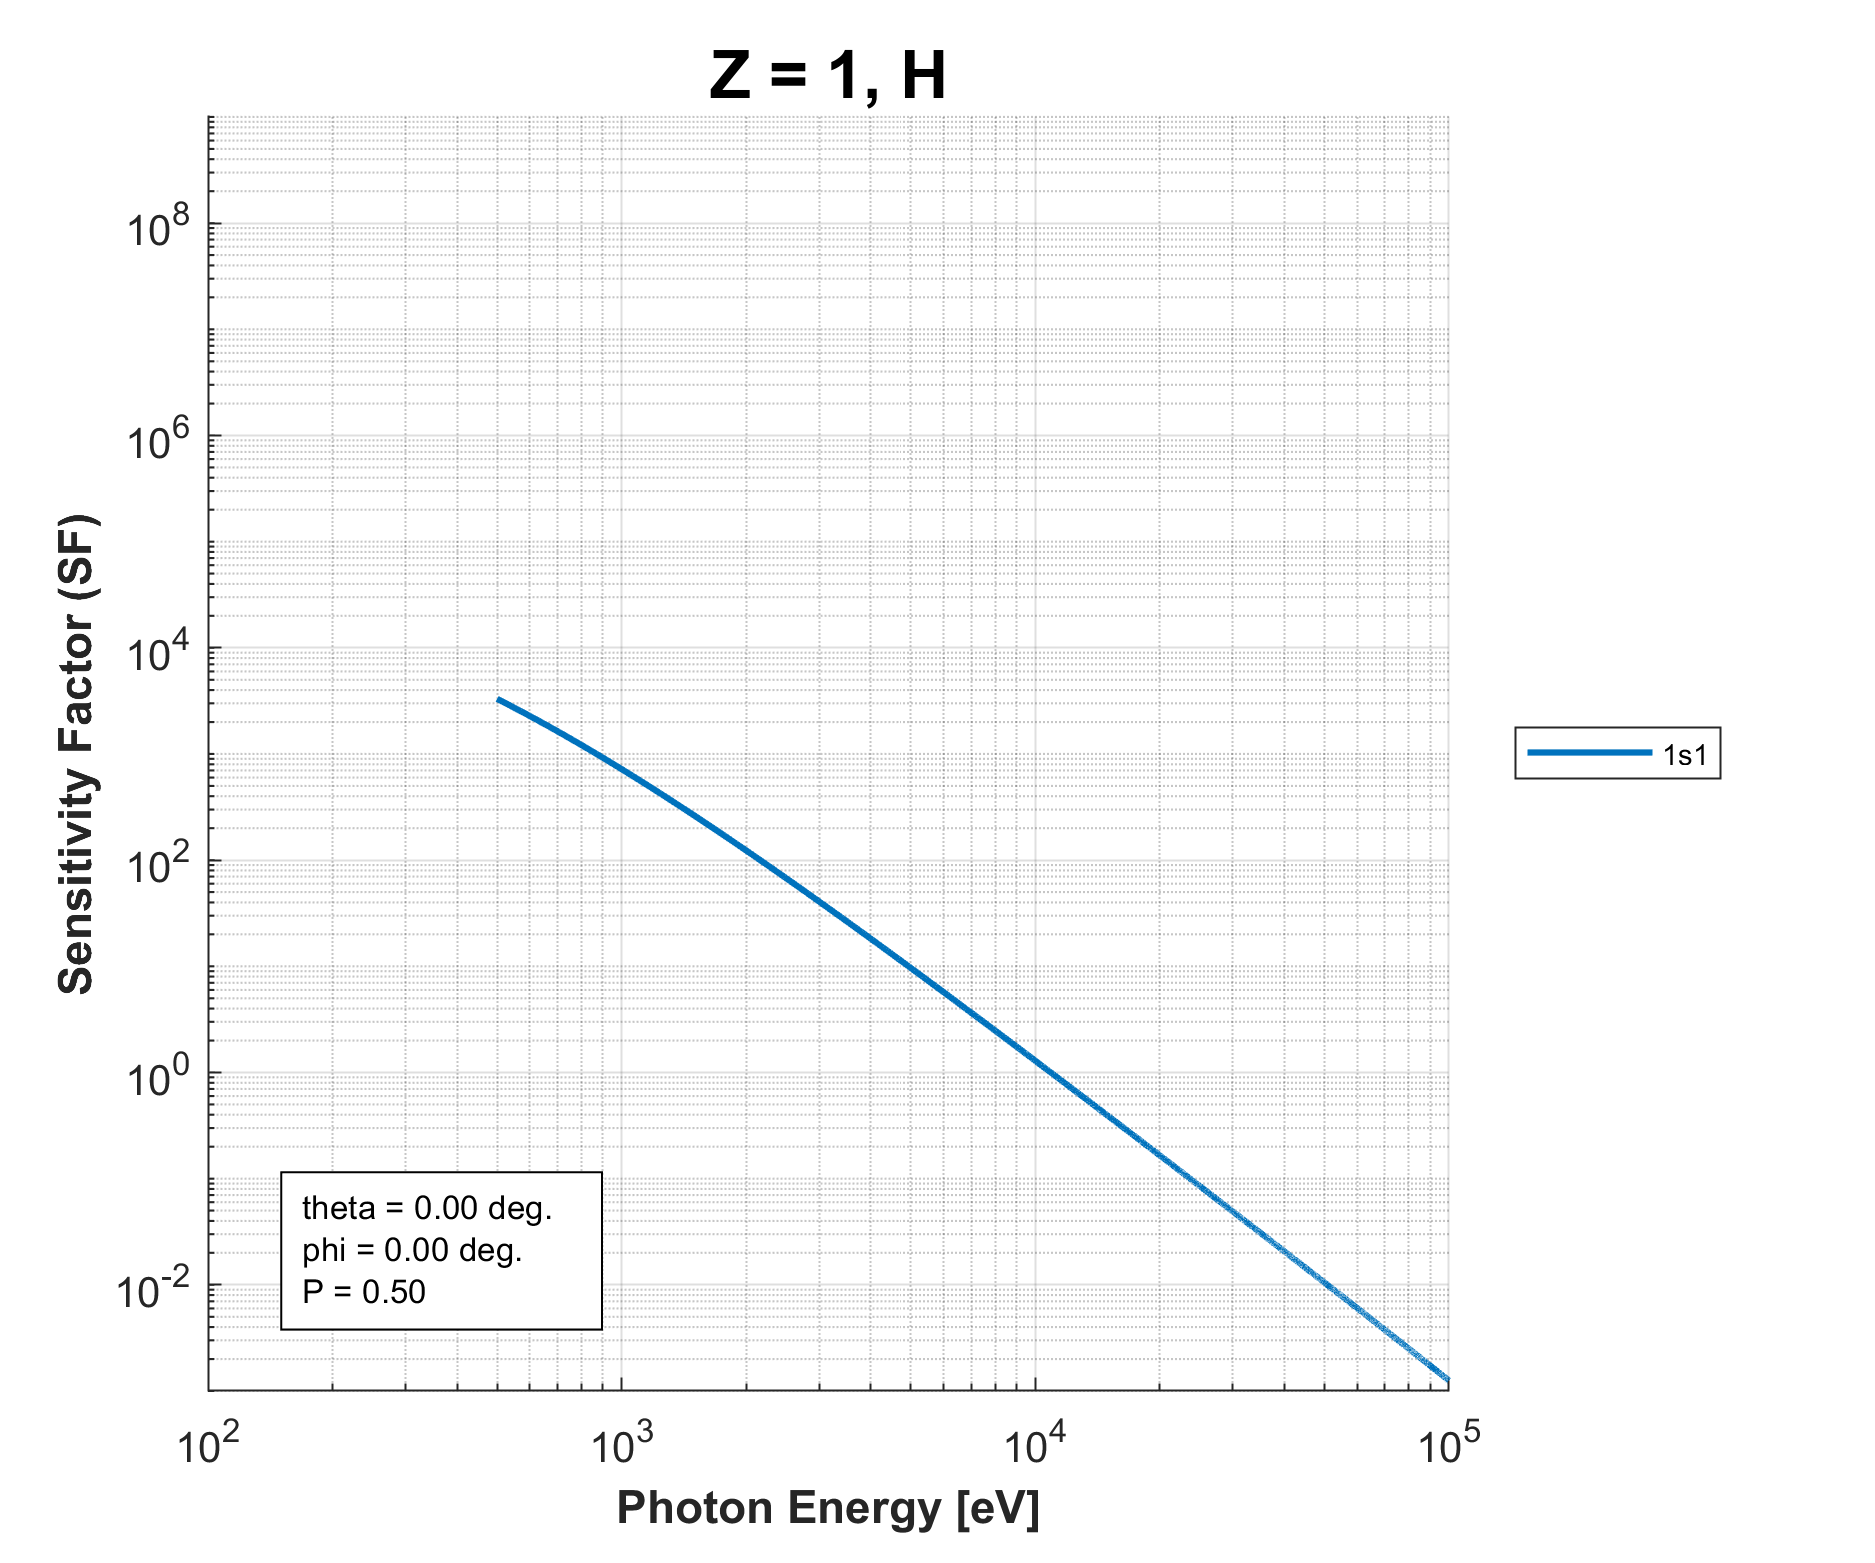 Z = 1, H
Sensitivity Factor (SF)
10^8
10^6
10^4
10^2
10^0
10^-2
10^2
10^3
10^4
10^5
Photon Energy [eV]
theta = 0.00 deg.
phi = 0.00 deg.
P = 0.50
1s1